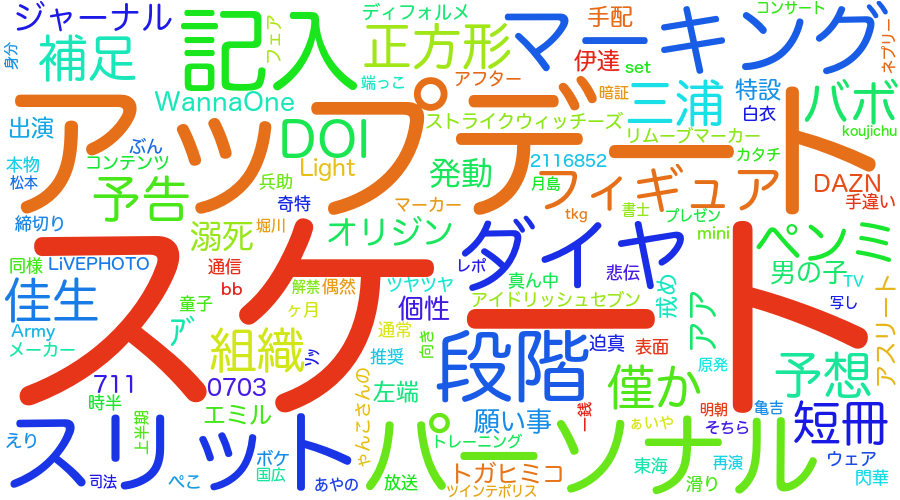 ジャーナル
記入
ディフォルメ
手配
マーキング
コンサート
身分
補足
フェア
端っこ
正方形
アフター
伊達
set
ネプリー
アップデート
WannaOne
DOI
ストライクウィッチーズ
暗証
三浦
特設
白衣
バボ
koujichu
出演
ぶん
コンテンツ
Light
リムーブマーカー
カタチ
本物
松本
予告
兵助
発動
2116852
月島
フィギュア
DAZN
手違い
締切り
奇特
マーカー
tkg
書士
プレゼン
mini
溺死
堀川
オリジン
ダイヤ
ペンミ
スケート
同様
LiVEPHOTO
通信
bb
解禁
偶然
ツヤツヤ
レポ
真ん中
悲伝
戒め
男の子
TV
佳生
童子
ヶ月
個性
アイドリッシュセブン
アア
写し
アスリート
Army
メーカー
ア゙
組織
ソッ
通常
推奨
向き
段階
迫真
表面
原発
予想
711
時半
0703
エミル
ゃんこさんの
左端
僅か
願い事
一銭
明朝
亀吉
短冊
スリット
えり
上半期
司法
ぺこ
ボケ
国広
あやの
放送
パーソナル
トレーニング
トガヒミコ
ツインテポリス
ぁいや
東海
そちら
再演
滑り
ウェア
閃華